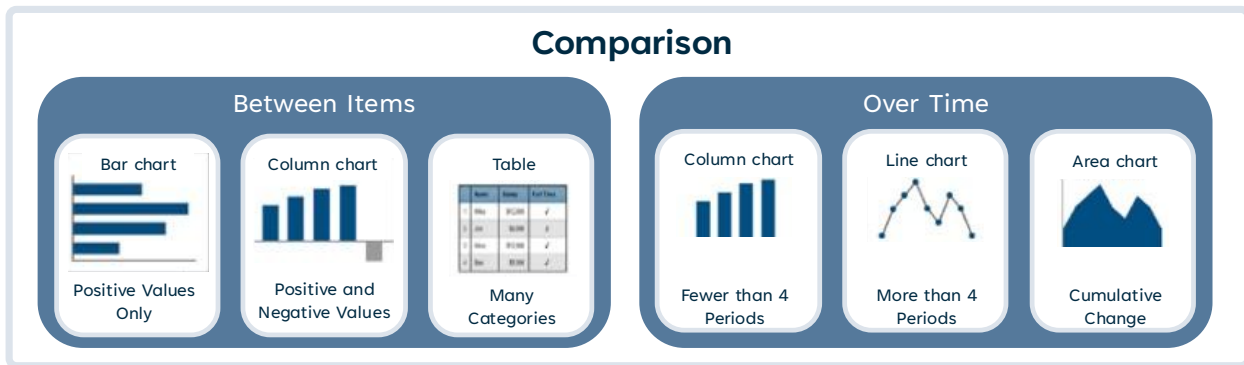 Comparison
Between Items
Over Time
Bar chart
Positive Values
Only
Column chart
Positive and
Negative Values
Table
Many
Categories
Column chart
Fewer than 4
Periods
Line chart
More than 4
Periods
Area chart
Cumulative
Change